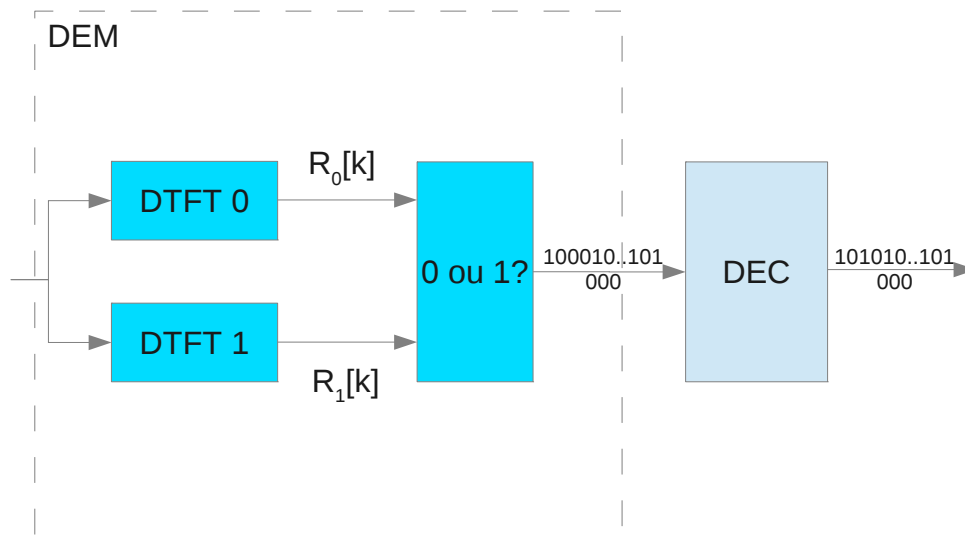 DEM
R0[k]
DTFT 0
0 ou 1?
100010..101
000
DEC
101010..101
000
DTFT 1
R1[k]